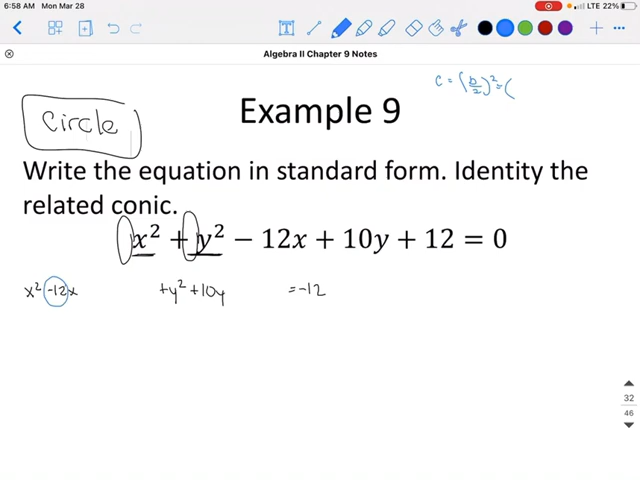 6:58 AM Mon Mar 28
LTE 22%
Algebra II Chapter 9 Notes
c = (b/2)² = (
Circle
Example 9
Write the equation in standard form. Identity the
related conic.
x² + y² − 12x + 10y + 12 = 0
x² -12x +y² +10y = -12
32
46